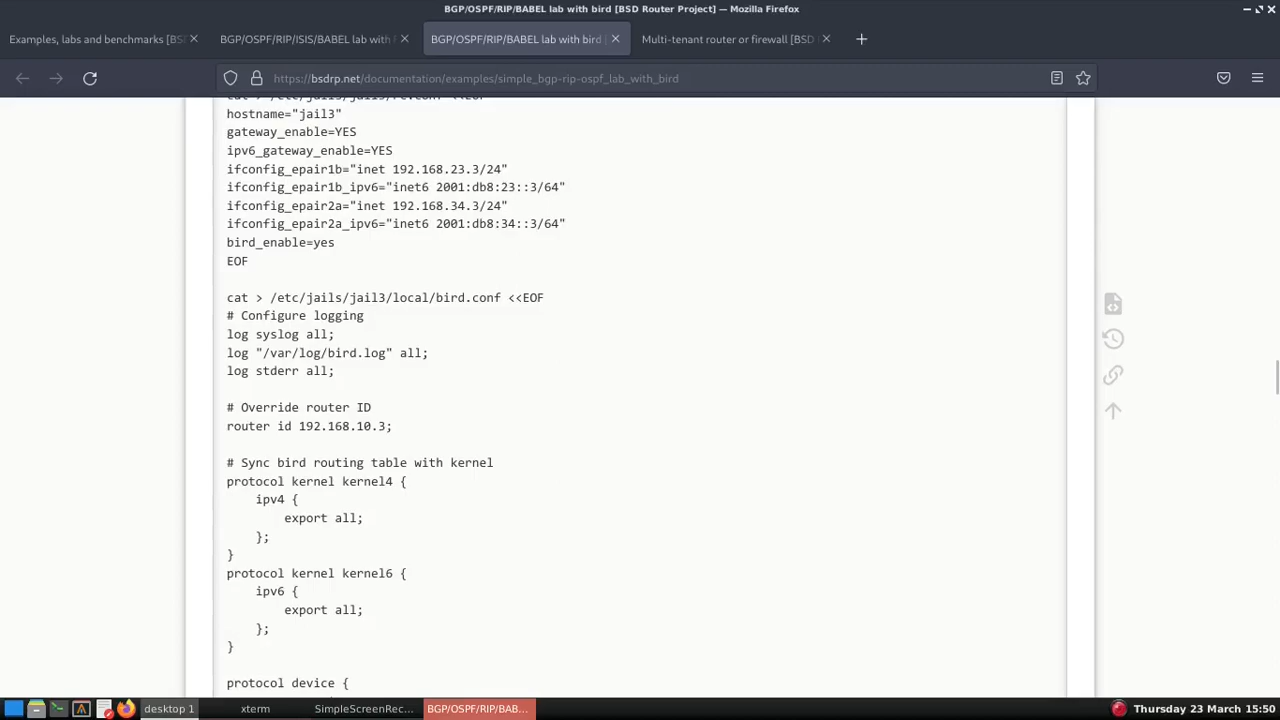 BGP/OSPF/RIP/BABEL lab with bird [BSD Router Project] — Mozilla Firefox
Examples, labs and benchmarks [BS
BGP/OSPF/RIP/ISIS/BABEL lab with
BGP/OSPF/RIP/BABEL lab with bird
Multi-tenant router or firewall [BSD
https://bsdrp.net/documentation/examples/simple_bgp-rip-ospf_lab_with_bird
cat > /etc/jails/jail3/rc.conf <<EOF
hostname="jail3"
gateway_enable=YES
ipv6_gateway_enable=YES
ifconfig_epair1b="inet 192.168.23.3/24"
ifconfig_epair1b_ipv6="inet6 2001:db8:23::3/64"
ifconfig_epair2a="inet 192.168.34.3/24"
ifconfig_epair2a_ipv6="inet6 2001:db8:34::3/64"
bird_enable=yes
EOF
cat > /etc/jails/jail3/local/bird.conf <<EOF
# Configure logging
log syslog all;
log "/var/log/bird.log" all;
log stderr all;
# Override router ID
router id 192.168.10.3;
# Sync bird routing table with kernel
protocol kernel kernel4 {
ipv4 {
export all;
};
}
protocol kernel kernel6 {
ipv6 {
export all;
};
}
protocol device {
desktop 1
xterm
SimpleScreenRec...
BGP/OSPF/RIP/BAB...
Thursday 23 March 15:50